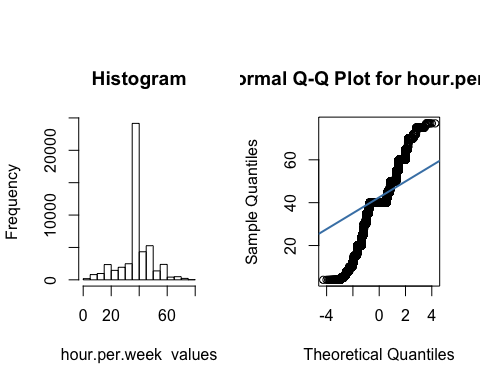 Histogram
Frequency
0
10000
20000
0 20 60
hour.per.week  values
ormal Q-Q Plot for hour.per
Sample Quantiles
20
40
60
-4 0 2 4
Theoretical Quantiles